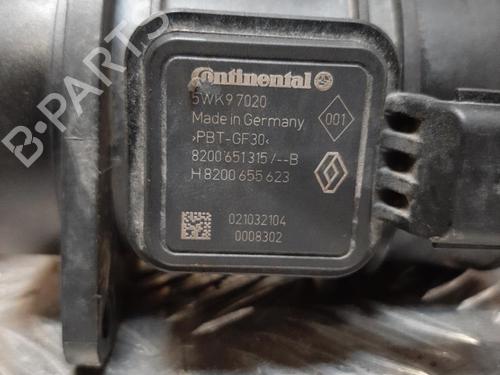 B-PARTS
Continental
5WK9 7020
Made in Germany
001
>PBT-GF30<
8200 651 315 /--B
H 8200 655 623
021032104
0008302